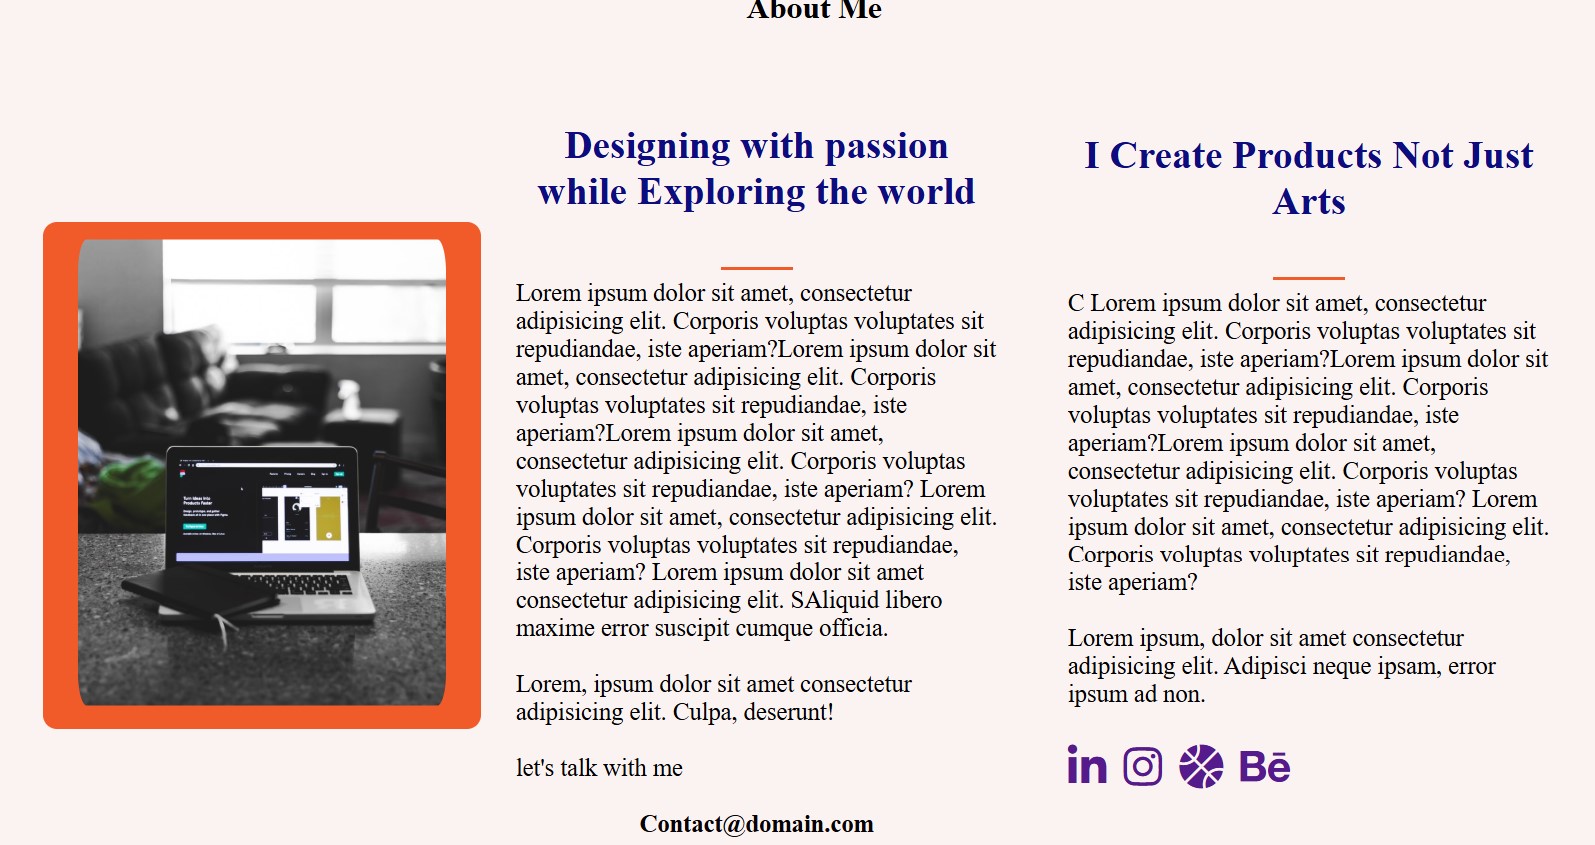 About Me
Designing with passion
while Exploring the world
Lorem ipsum dolor sit amet, consectetur
adipisicing elit. Corporis voluptas voluptates sit
repudiandae, iste aperiam?Lorem ipsum dolor sit
amet, consectetur adipisicing elit. Corporis
voluptas voluptates sit repudiandae, iste
aperiam?Lorem ipsum dolor sit amet,
consectetur adipisicing elit. Corporis voluptas
voluptates sit repudiandae, iste aperiam? Lorem
ipsum dolor sit amet, consectetur adipisicing elit.
Corporis voluptas voluptates sit repudiandae,
iste aperiam? Lorem ipsum dolor sit amet
consectetur adipisicing elit. SAliquid libero
maxime error suscipit cumque officia.
Lorem, ipsum dolor sit amet consectetur
adipisicing elit. Culpa, deserunt!
let's talk with me
Contact@domain.com
I Create Products Not Just
Arts
C Lorem ipsum dolor sit amet, consectetur
adipisicing elit. Corporis voluptas voluptates sit
repudiandae, iste aperiam?Lorem ipsum dolor sit
amet, consectetur adipisicing elit. Corporis
voluptas voluptates sit repudiandae, iste
aperiam?Lorem ipsum dolor sit amet,
consectetur adipisicing elit. Corporis voluptas
voluptates sit repudiandae, iste aperiam? Lorem
ipsum dolor sit amet, consectetur adipisicing elit.
Corporis voluptas voluptates sit repudiandae,
iste aperiam?
Lorem ipsum, dolor sit amet consectetur
adipisicing elit. Adipisci neque ipsam, error
ipsum ad non.
in
Bē
Turn Ideas Into
Products Faster